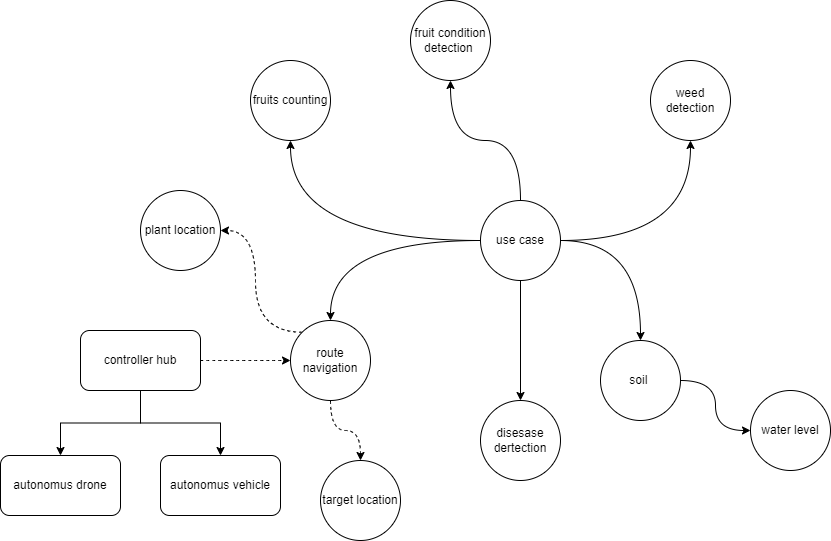 fruit condition
detection
fruits counting
weed
detection
plant location
use case
controller hub
route
navigation
soil
disesase
dertection
water level
autonomus drone
autonomus vehicle
target location